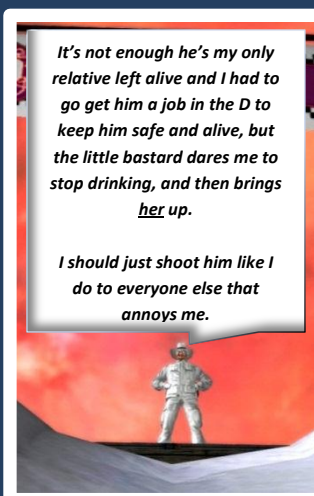 It’s not enough he’s my only
relative left alive and I had to
go get him a job in the D to
keep him safe and alive, but
the little bastard dares me to
stop drinking, and then brings
her up.
I should just shoot him like I
do to everyone else that
annoys me.